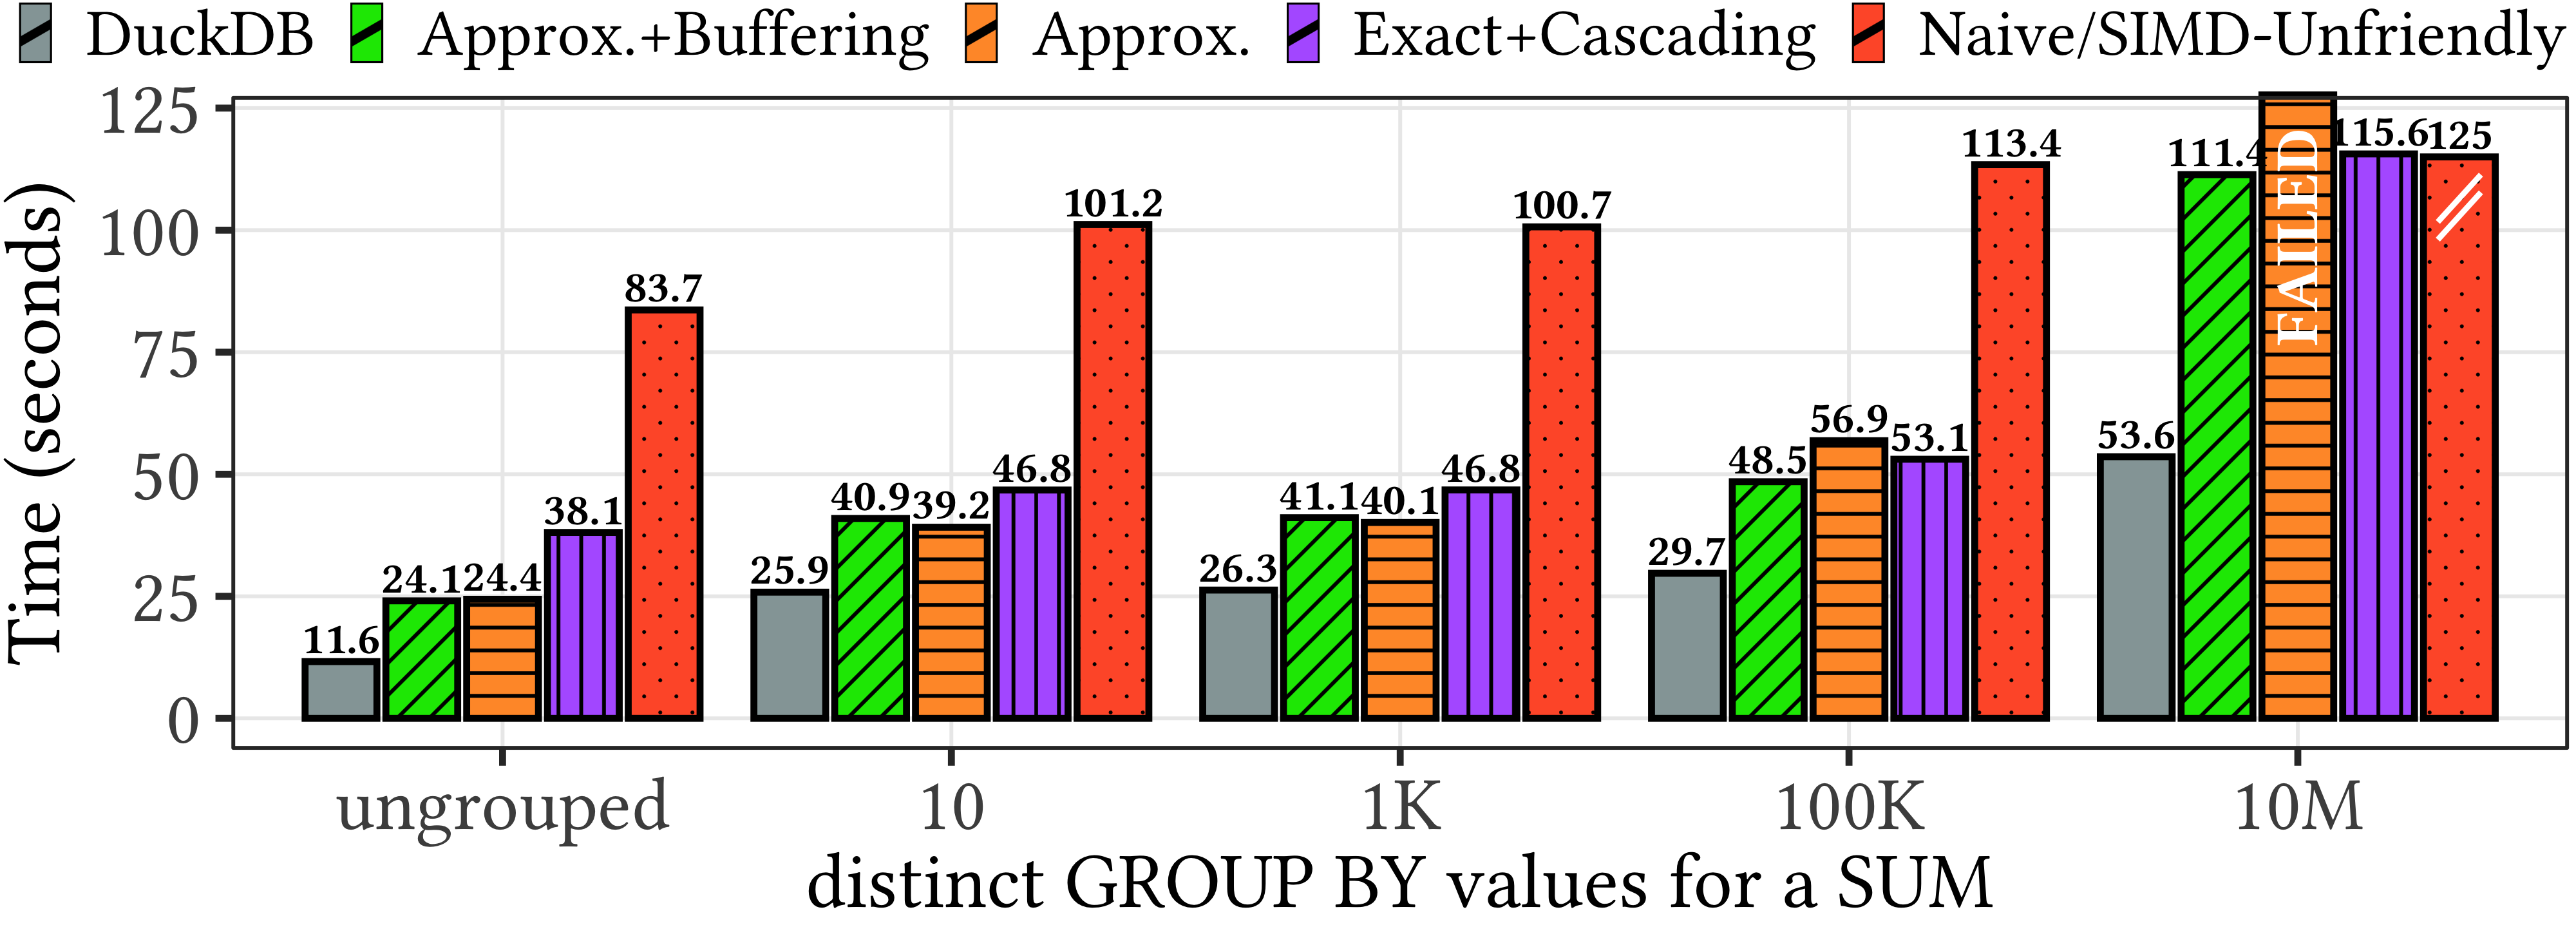 DuckDB Approx.+Buffering Approx. Exact+Cascading Naive/SIMD-Unfriendly
Time (seconds)
125
100
75
50
25
0
11.6 24.1 24.4 38.1 83.7
25.9 40.9 39.2 46.8 101.2
26.3 41.1 40.1 46.8 100.7
29.7 48.5 56.9 53.1 113.4
53.6 111.4 FAILED 115.6 125
ungrouped 10 1K 100K 10M
distinct GROUP BY values for a SUM